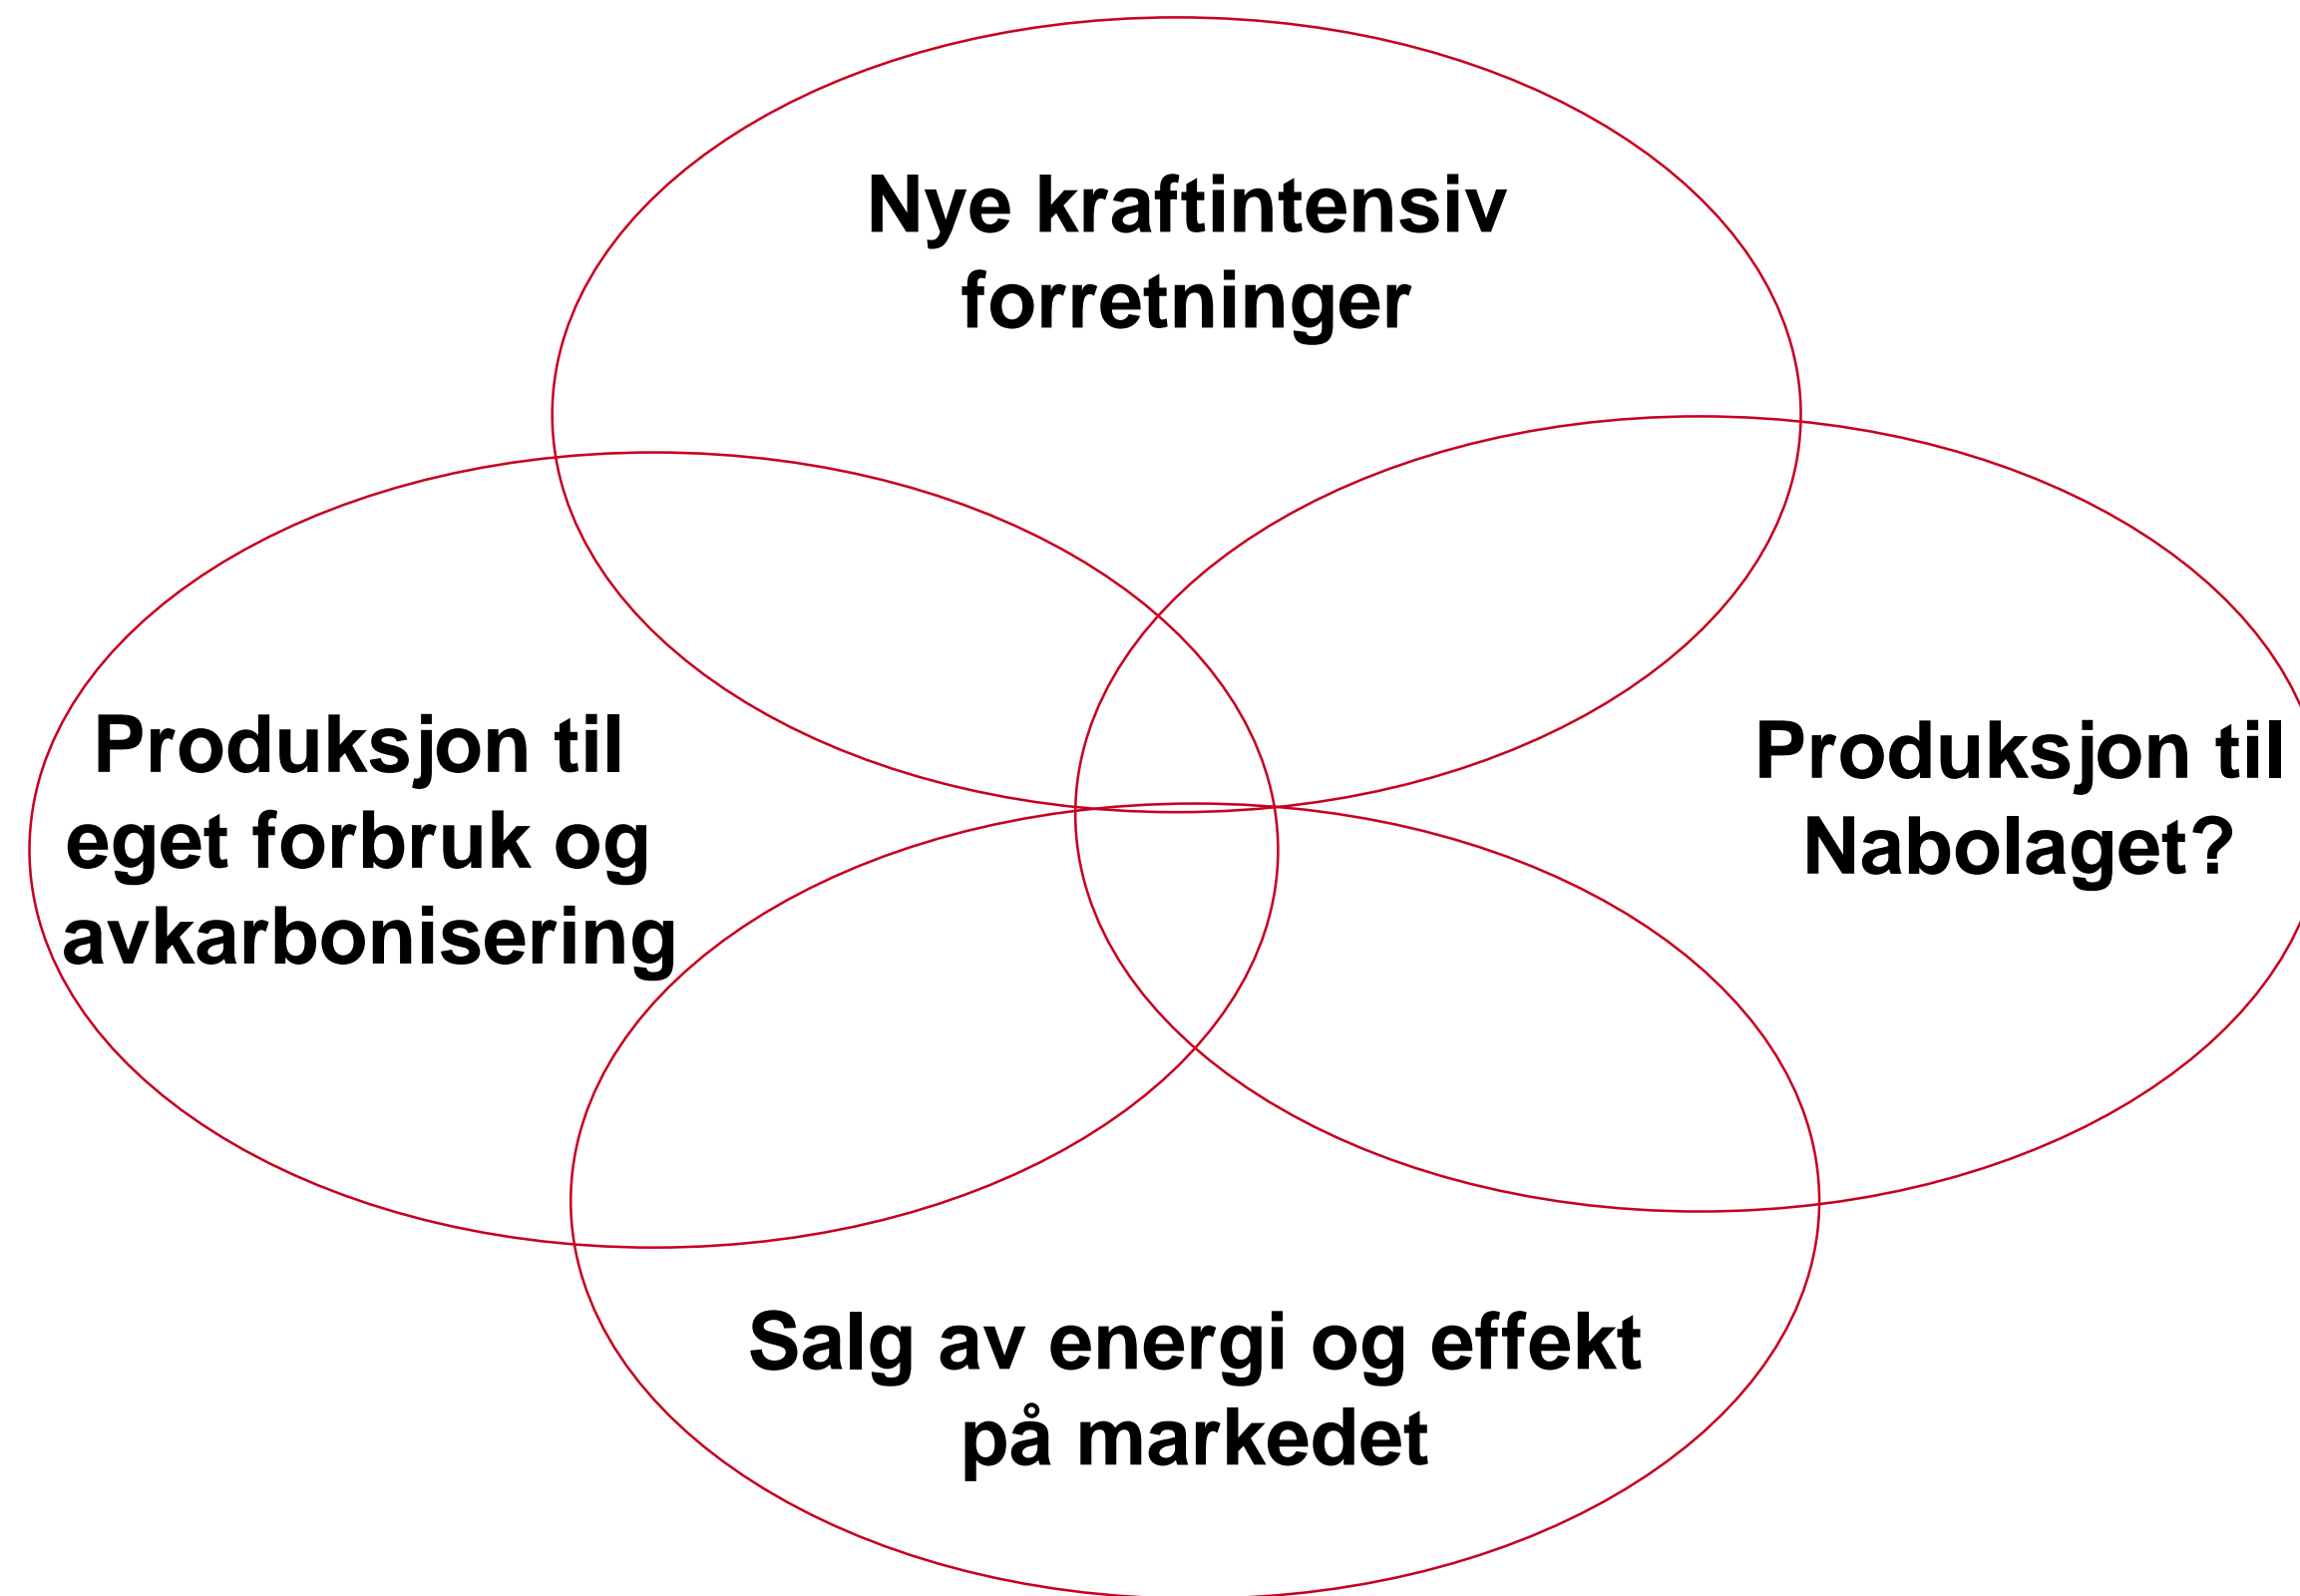 Nye kraftintensiv
forretninger
Produksjon til
eget forbruk og
avkarbonisering
Produksjon til
Nabolaget?
Salg av energi og effekt
på markedet